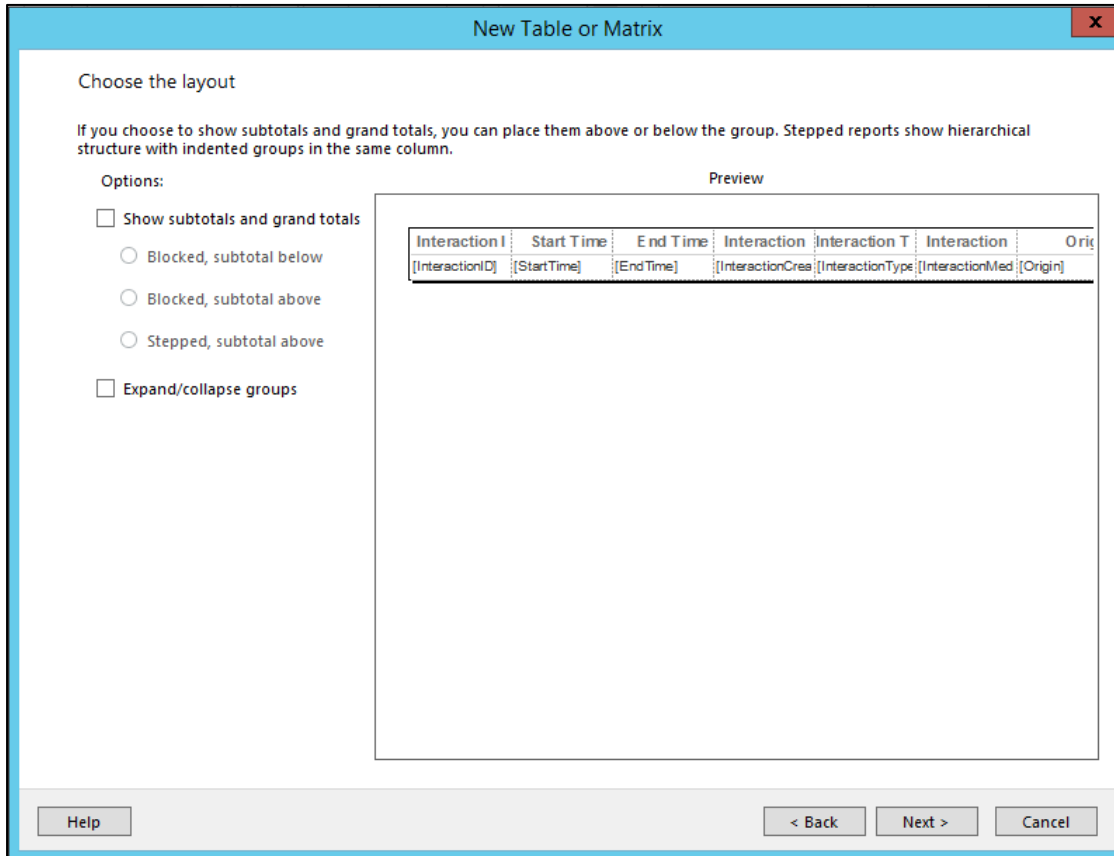 New Table or Matrix
x
Choose the layout
If you choose to show subtotals and grand totals, you can place them above or below the group. Stepped reports show hierarchical
structure with indented groups in the same column.
Options:
Preview
Show subtotals and grand totals
Blocked, subtotal below
Blocked, subtotal above
Stepped, subtotal above
Expand/collapse groups
Interaction I Start Time End Time Interaction Interaction T Interaction Orig
[InteractionID] [StartTime] [EndTime] [InteractionCrea [InteractionType [InteractionMed [Origin]
Help
< Back Next > Cancel